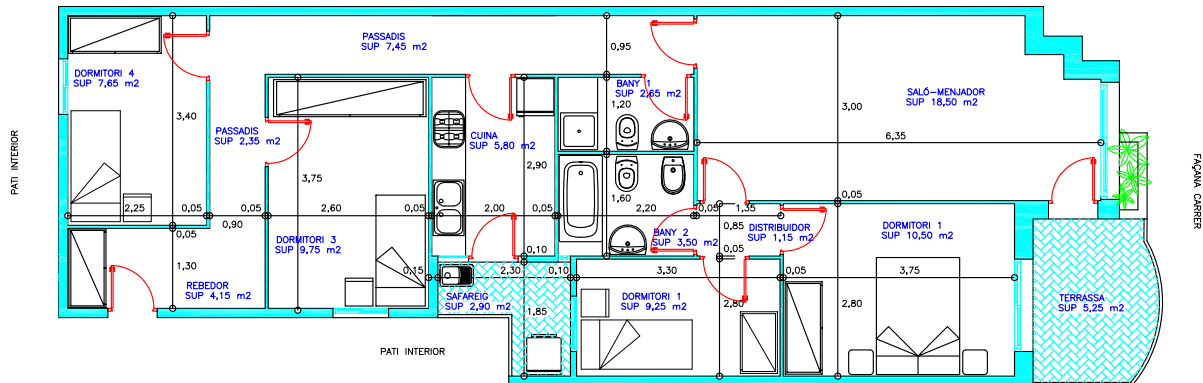 PASSADIS
SUP 7,45 m2
0,95
DORMITORI 4
SUP 7,65 m2
BANY 1
SUP 2,65 m2
1,20
SALÓ-MENJADOR
SUP 18,50 m2
3,00
3,40
PASSADIS
SUP 2,35 m2
CUINA
SUP 5,80 m2
6,35
PATI INTERIOR
FAÇANA CARRER
2,90
3,75
1,60
0,05
2,25
0,05
0,90
2,60
0,05
2,00
0,05
2,20
0,05
1,35
0,05
0,85
0,05
DISTRIBUIDOR
SUP 1,15 m2
DORMITORI 1
SUP 10,50 m2
BANY 2
SUP 3,50 m2
DORMITORI 3
SUP 9,75 m2
0,10
1,30
0,15
2,30
0,10
3,30
0,05
3,75
REBEDOR
SUP 4,15 m2
SAFAREIG
SUP 2,90 m2
1,85
DORMITORI 1
SUP 9,25 m2
2,80
2,80
TERRASSA
SUP 5,25 m2
PATI INTERIOR